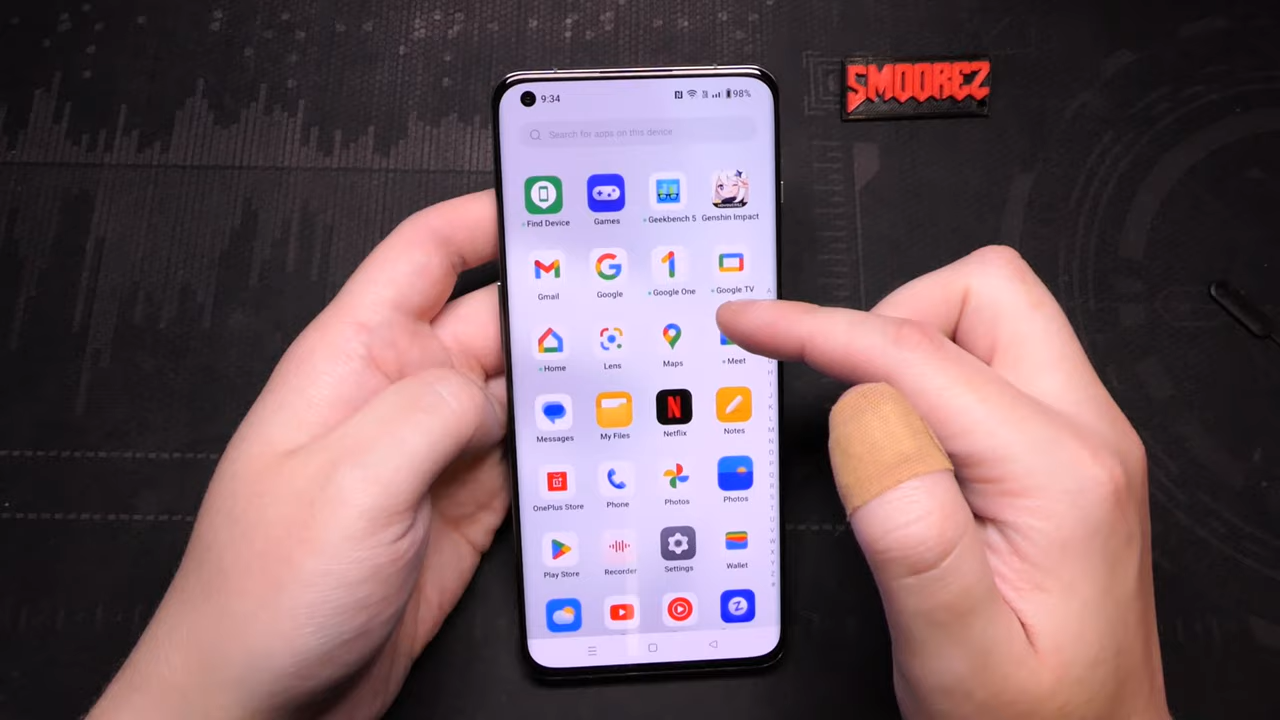 SMOOREZ
9:34
98%
Search for apps on this device
Find Device
Games
Geekbench 5
Genshin Impact
Gmail
Google
Google One
Google TV
Home
Lens
Maps
Meet
Messages
My Files
Netflix
Notes
OnePlus Store
Phone
Photos
Photos
Play Store
Recorder
Settings
Wallet